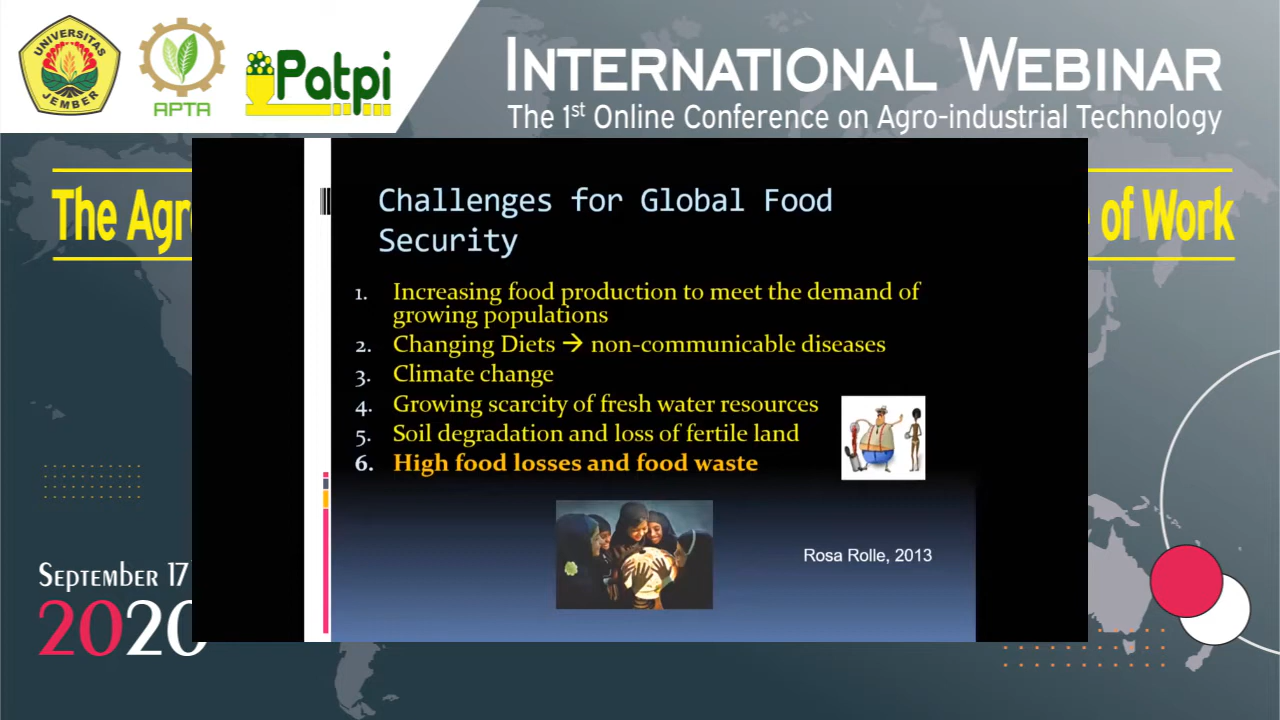 UNIVERSITAS
JEMBER
APTA
Patpi
INTERNATIONAL WEBINAR
The 1st Online Conference on Agro-industrial Technology
The Agr
of Work
Challenges for Global Food
Security
1. Increasing food production to meet the demand of
growing populations
2. Changing Diets → non-communicable diseases
3. Climate change
4. Growing scarcity of fresh water resources
5. Soil degradation and loss of fertile land
6. High food losses and food waste
Rosa Rolle, 2013
SEPTEMBER 17
2020